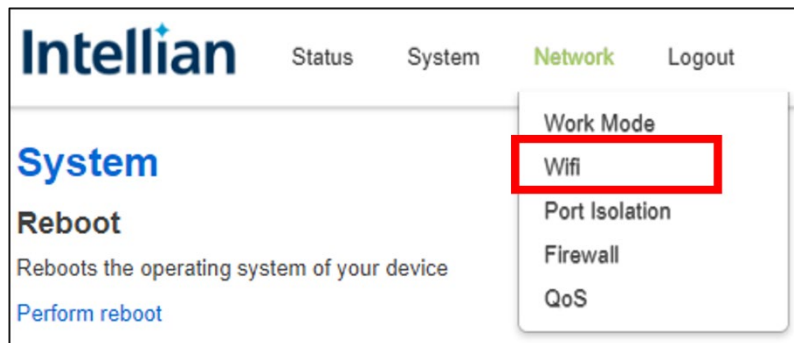 Intellian Status System Network Logout
Work Mode
Wifi
Port Isolation
Firewall
QoS
System
Reboot
Reboots the operating system of your device
Perform reboot